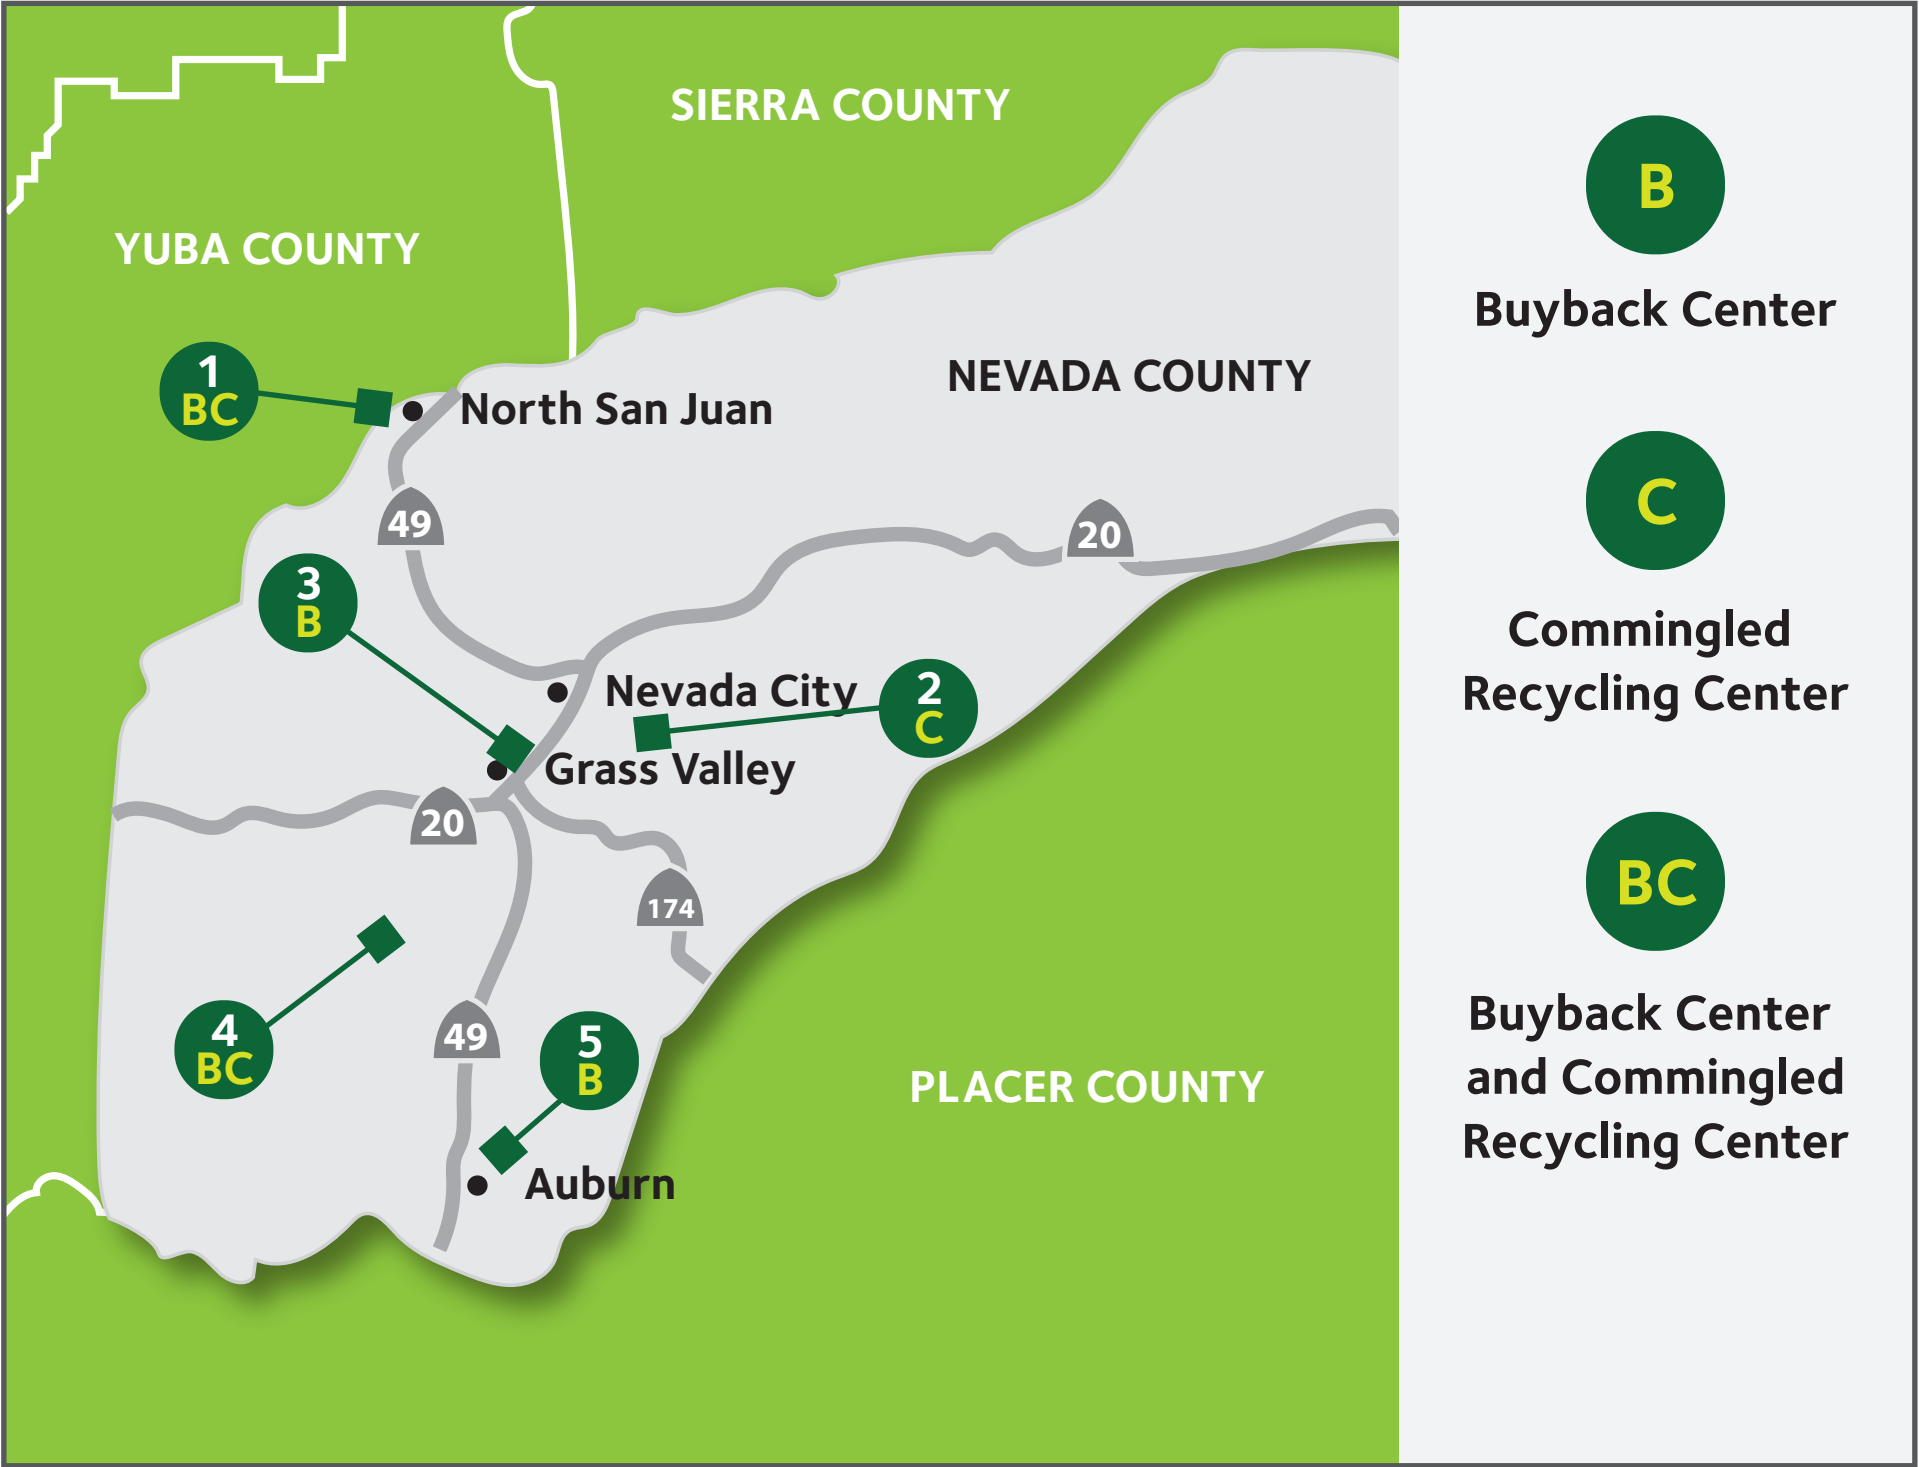 SIERRA COUNTY
YUBA COUNTY
NEVADA COUNTY
1
BC
North San Juan
49
20
3
B
Nevada City
2
C
Grass Valley
20
174
4
BC
49
5
B
PLACER COUNTY
Auburn
B
Buyback Center
C
Commingled
Recycling Center
BC
Buyback Center
and Commingled
Recycling Center